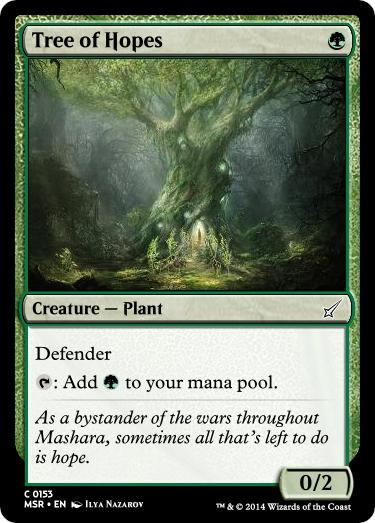 Tree of Hopes
Creature — Plant
Defender
: Add to your mana pool.
As a bystander of the wars throughout
Mashara, sometimes all that's left to do
is hope.
0/2
C 0153
MSR • EN ILYA NAZAROV
™ & © 2014 Wizards of the Coast